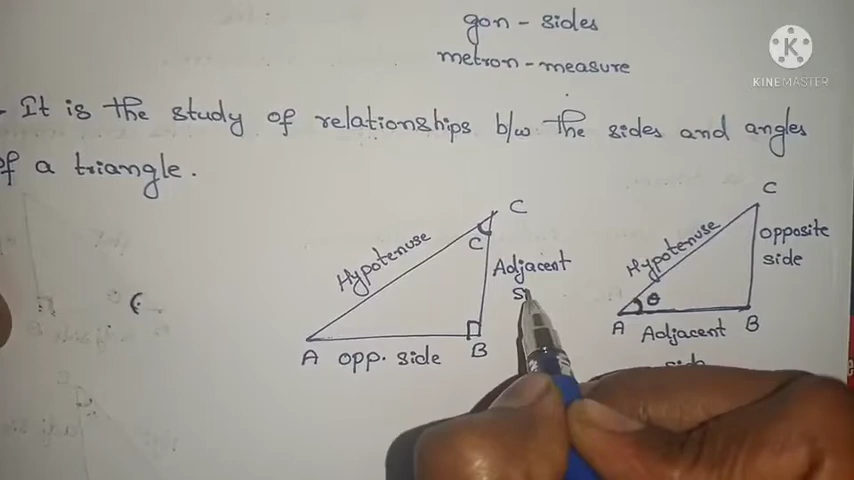 gon - sides
metron - measure
KINEMASTER
- It is the study of relationships b/w the sides and angles
of a triangle.
C
C
Hypotenuse
Adjacent
s
A opp. side B
C
Hypotenuse
opposite
side
θ
A Adjacent B
side